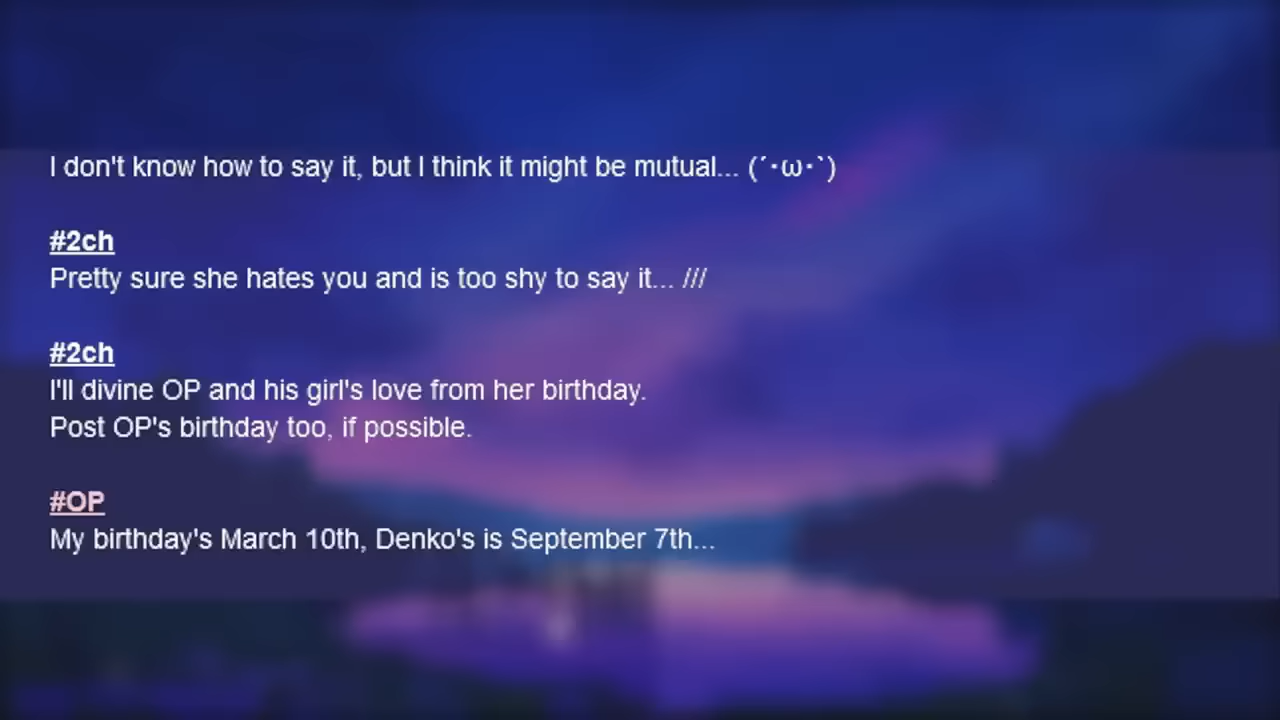 I don't know how to say it, but I think it might be mutual... (´･ω･`)
#2ch
Pretty sure she hates you and is too shy to say it... ///
#2ch
I'll divine OP and his girl's love from her birthday.
Post OP's birthday too, if possible.
#OP
My birthday's March 10th, Denko's is September 7th...